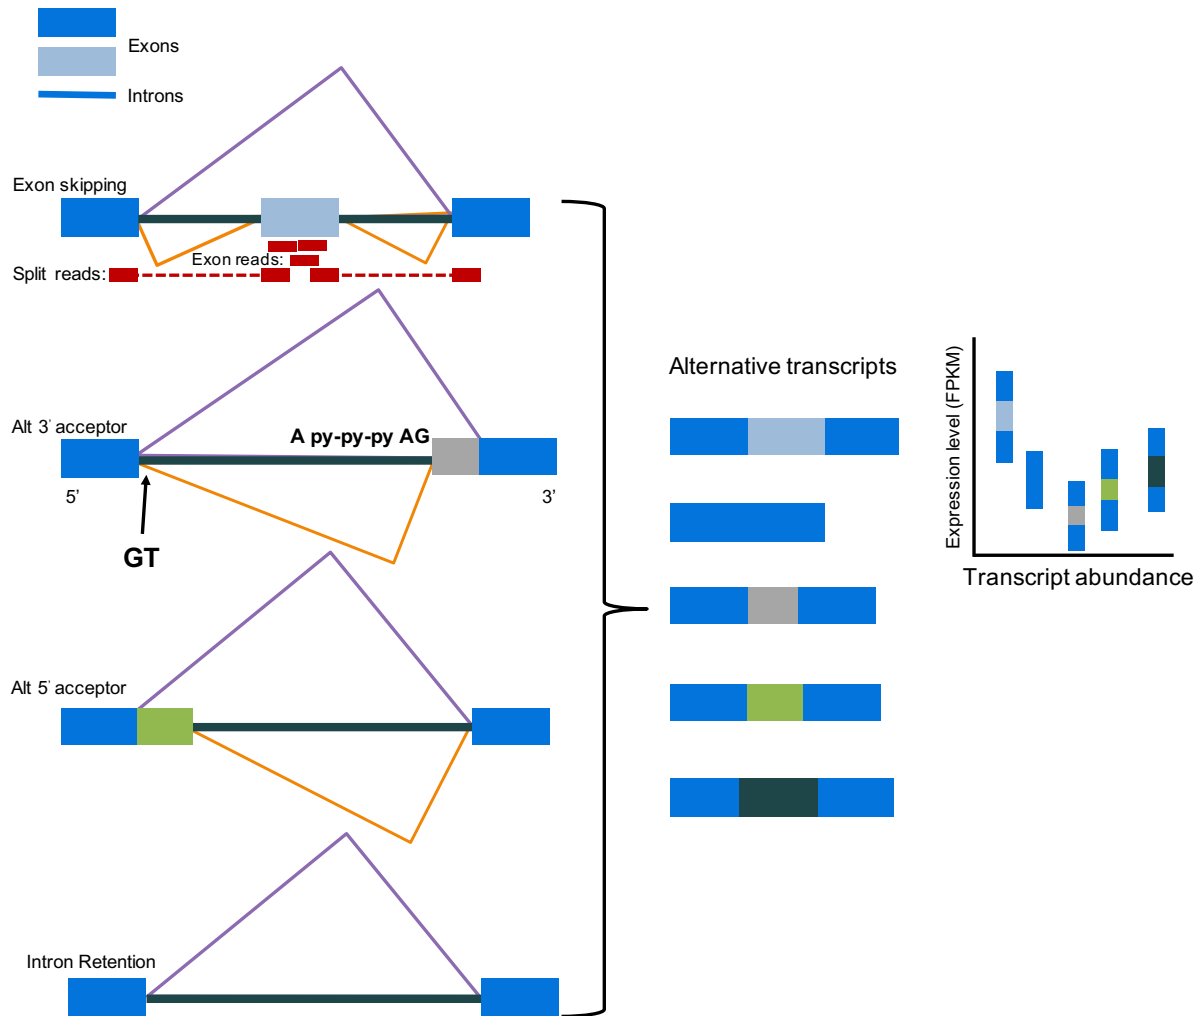 Exons
Introns
Exon skipping
Exon reads:
Split reads:
Alt 3' acceptor
A py-py-py AG
5'
3'
GT
Alt 5' acceptor
Intron Retention
Alternative transcripts
Expression level (FPKM)
Transcript abundance